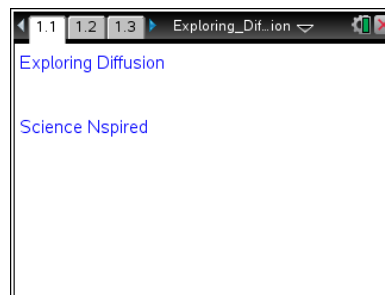 1.1 1.2 1.3 Exploring_Dif...ion
Exploring Diffusion
Science Nspired